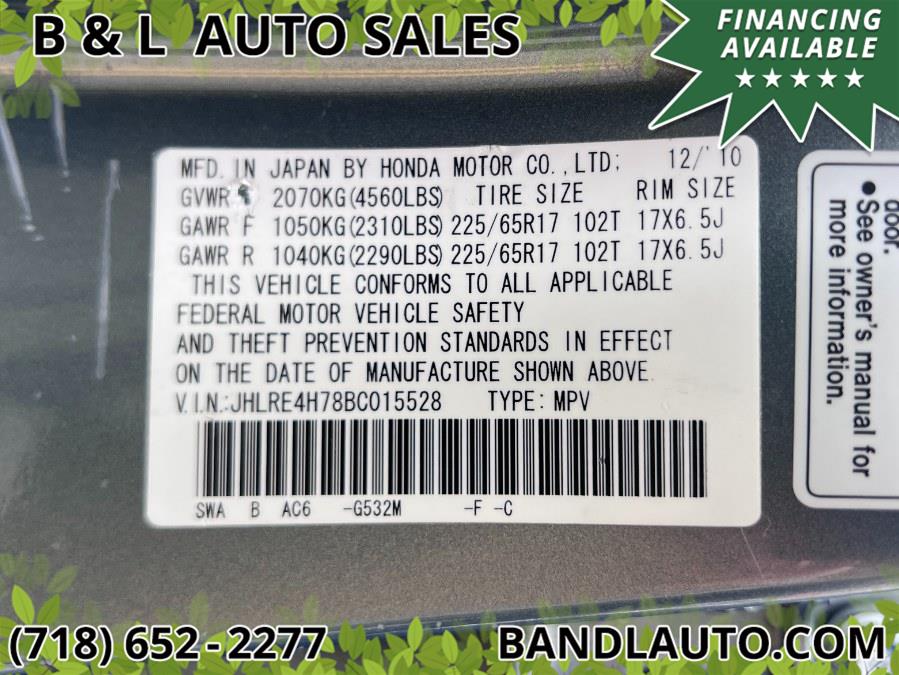 B & L AUTO SALES
FINANCING
AVAILABLE
MFD. IN JAPAN BY HONDA MOTOR CO., LTD: 12/'10
GVWR 2070KG(4560LBS) TIRE SIZE RIM SIZE
GAWR F 1050KG(2310LBS) 225/65R17 102T 17X6.5J
GAWR R 1040KG(2290LBS) 225/65R17 102T 17X6.5J
THIS VEHICLE CONFORMS TO ALL APPLICABLE
FEDERAL MOTOR VEHICLE SAFETY
AND THEFT PREVENTION STANDARDS IN EFFECT
ON THE DATE OF MANUFACTURE SHOWN ABOVE.
V.I.N.:JHLRE4H78BC015528 TYPE: MPV
SWA B AC6 -G532M -F -C
door.
●See owner's manual for
more information.
(718) 652-2277
BANDLAUTO.COM